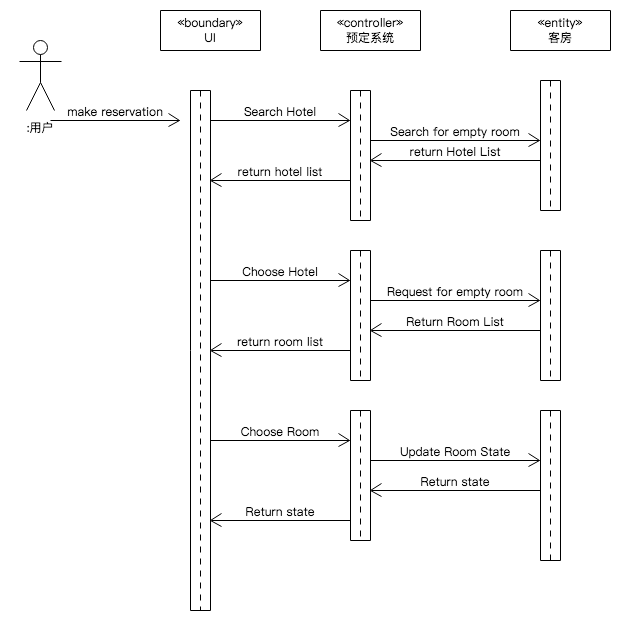 «boundary»
UI
«controller»
预定系统
«entity»
客房
:用户
make reservation
Search Hotel
Search for empty room
return Hotel List
return hotel list
Choose Hotel
Request for empty room
Return Room List
return room list
Choose Room
Update Room State
Return state
Return state